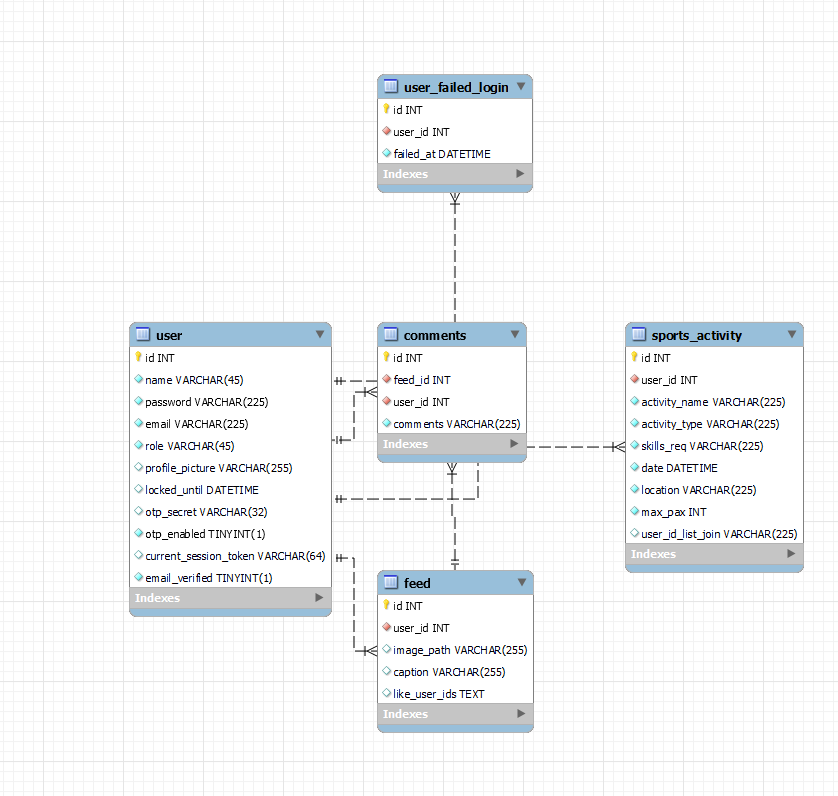 user_failed_login
id INT
user_id INT
failed_at DATETIME
Indexes
user
id INT
name VARCHAR(45)
password VARCHAR(225)
email VARCHAR(225)
role VARCHAR(45)
profile_picture VARCHAR(255)
locked_until DATETIME
otp_secret VARCHAR(32)
otp_enabled TINYINT(1)
current_session_token VARCHAR(64)
email_verified TINYINT(1)
Indexes
comments
id INT
feed_id INT
user_id INT
comments VARCHAR(225)
Indexes
sports_activity
id INT
user_id INT
activity_name VARCHAR(225)
activity_type VARCHAR(225)
skills_req VARCHAR(225)
date DATETIME
location VARCHAR(225)
max_pax INT
user_id_list_join VARCHAR(225)
Indexes
feed
id INT
user_id INT
image_path VARCHAR(255)
caption VARCHAR(255)
like_user_ids TEXT
Indexes